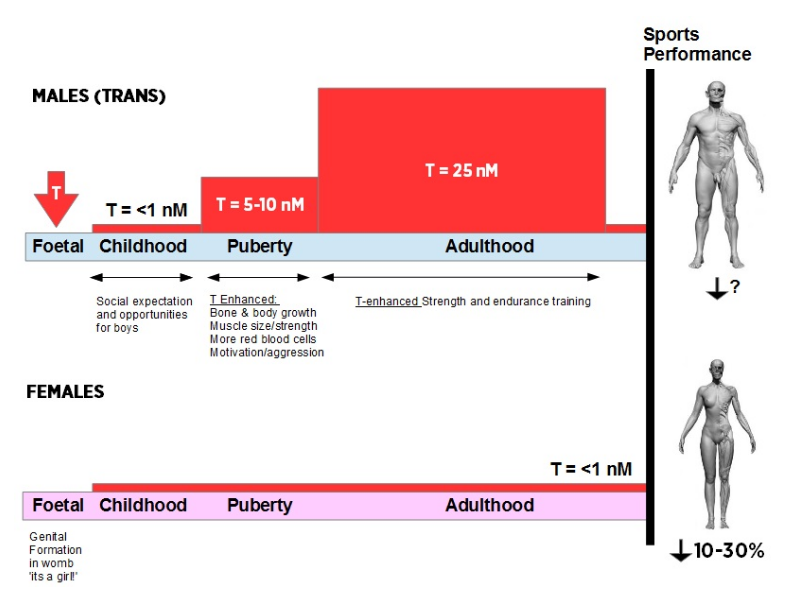 Sports
Performance
MALES (TRANS)
T
T = <1 nM
T = 5-10 nM
T = 25 nM
Foetal Childhood Puberty Adulthood
Social expectation
and opportunities
for boys
T Enhanced:
Bone & body growth
Muscle size/strength
More red blood cells
Motivation/aggression
T-enhanced Strength and endurance training
?
FEMALES
T = <1 nM
Foetal Childhood Puberty Adulthood
Genital
Formation
in womb
'its a girl!'
10-30%